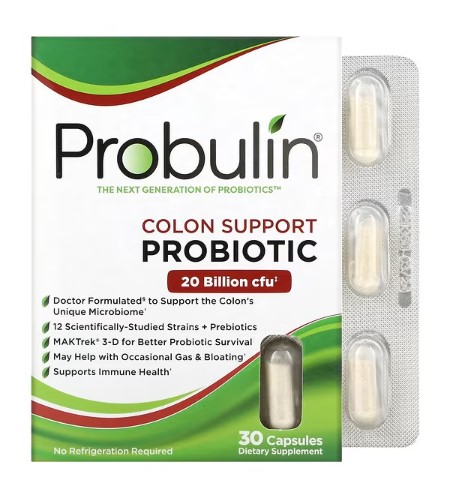 Probulin®
THE NEXT GENERATION OF PROBIOTICS™
COLON SUPPORT
PROBIOTIC
20 Billion cfu‡
Doctor Formulated§ to Support the Colon's
Unique Microbiome†
12 Scientifically-Studied Strains + Prebiotics
MAKTrek® 3-D for Better Probiotic Survival
May Help with Occasional Gas & Bloating†
Supports Immune Health†
30 Capsules
Dietary Supplement
No Refrigeration Required